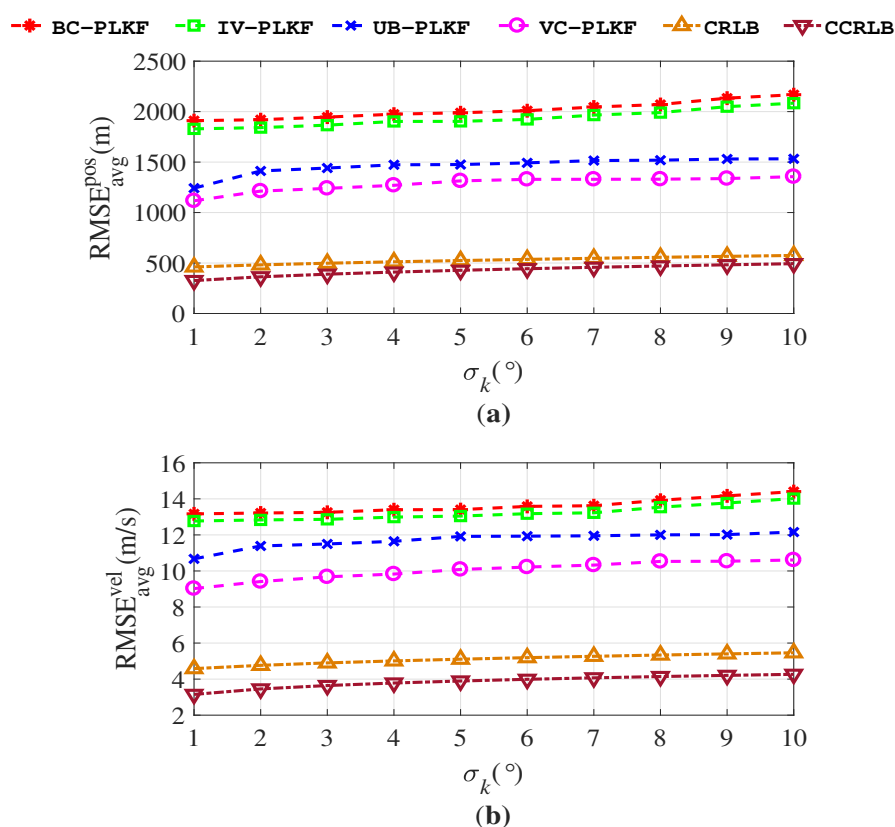 BC-PLKF IV-PLKF UB-PLKF VC-PLKF CRLB CCRLB
2500
2000
1500
1000
500
0
RMSE^pos_avg(m)
1 2 3 4 5 6 7 8 9 10
σ_k(°)
(a)
16
14
12
10
8
6
4
2
RMSE^vel_avg(m/s)
1 2 3 4 5 6 7 8 9 10
σ_k(°)
(b)